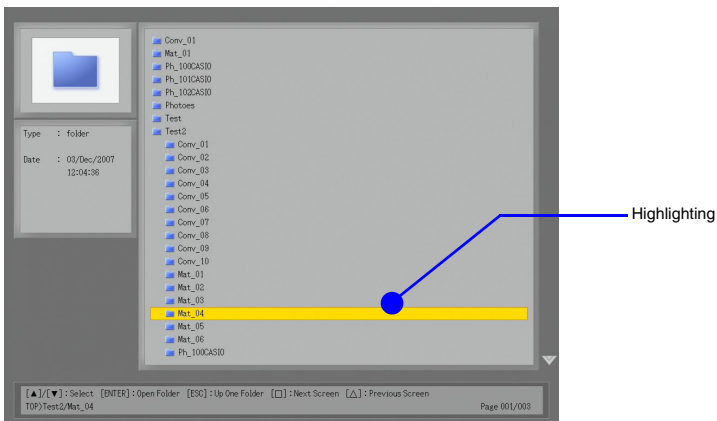 Conv_01
Mat_01
Ph_100CASIO
Ph_101CASIO
Ph_102CASIO
Photoes
Test
Test2
Conv_01
Conv_02
Conv_03
Conv_04
Conv_05
Conv_06
Conv_07
Conv_08
Conv_09
Conv_10
Mat_01
Mat_02
Mat_03
Mat_04
Mat_05
Mat_06
Ph_100CASIO
Type : folder
Date : 03/Dec/2007
12:04:36
Highlighting
[▲]/[▼]:Select [ENTER]:Open Folder [ESC]:Up One Folder [□]:Next Screen [△]:Previous Screen
TOP>Test2/Mat_04 Page 001/003